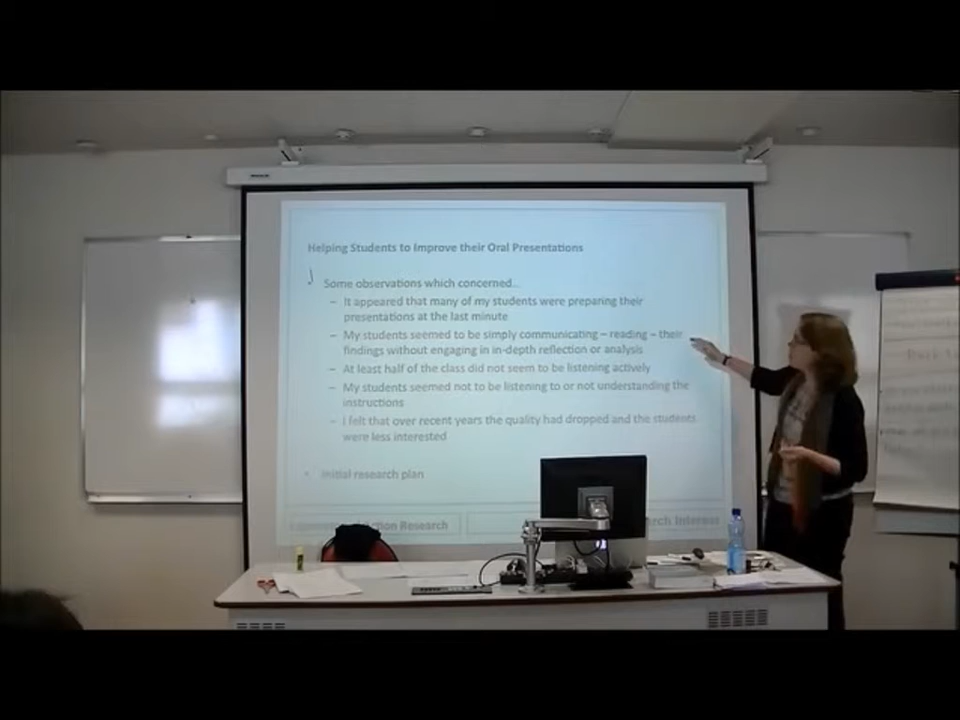 Helping Students to Improve their Oral Presentations
Some observations which concerned...
– It appeared that many of my students were preparing their
presentations at the last minute
– My students seemed to be simply communicating – reading – their
findings without engaging in in-depth reflection or analysis
– At least half of the class did not seem to be listening actively
– My students seemed not to be listening to or not understanding the
instructions
– I felt that over recent years the quality had dropped and the students
were less interested
• Initial research plan
Action Research